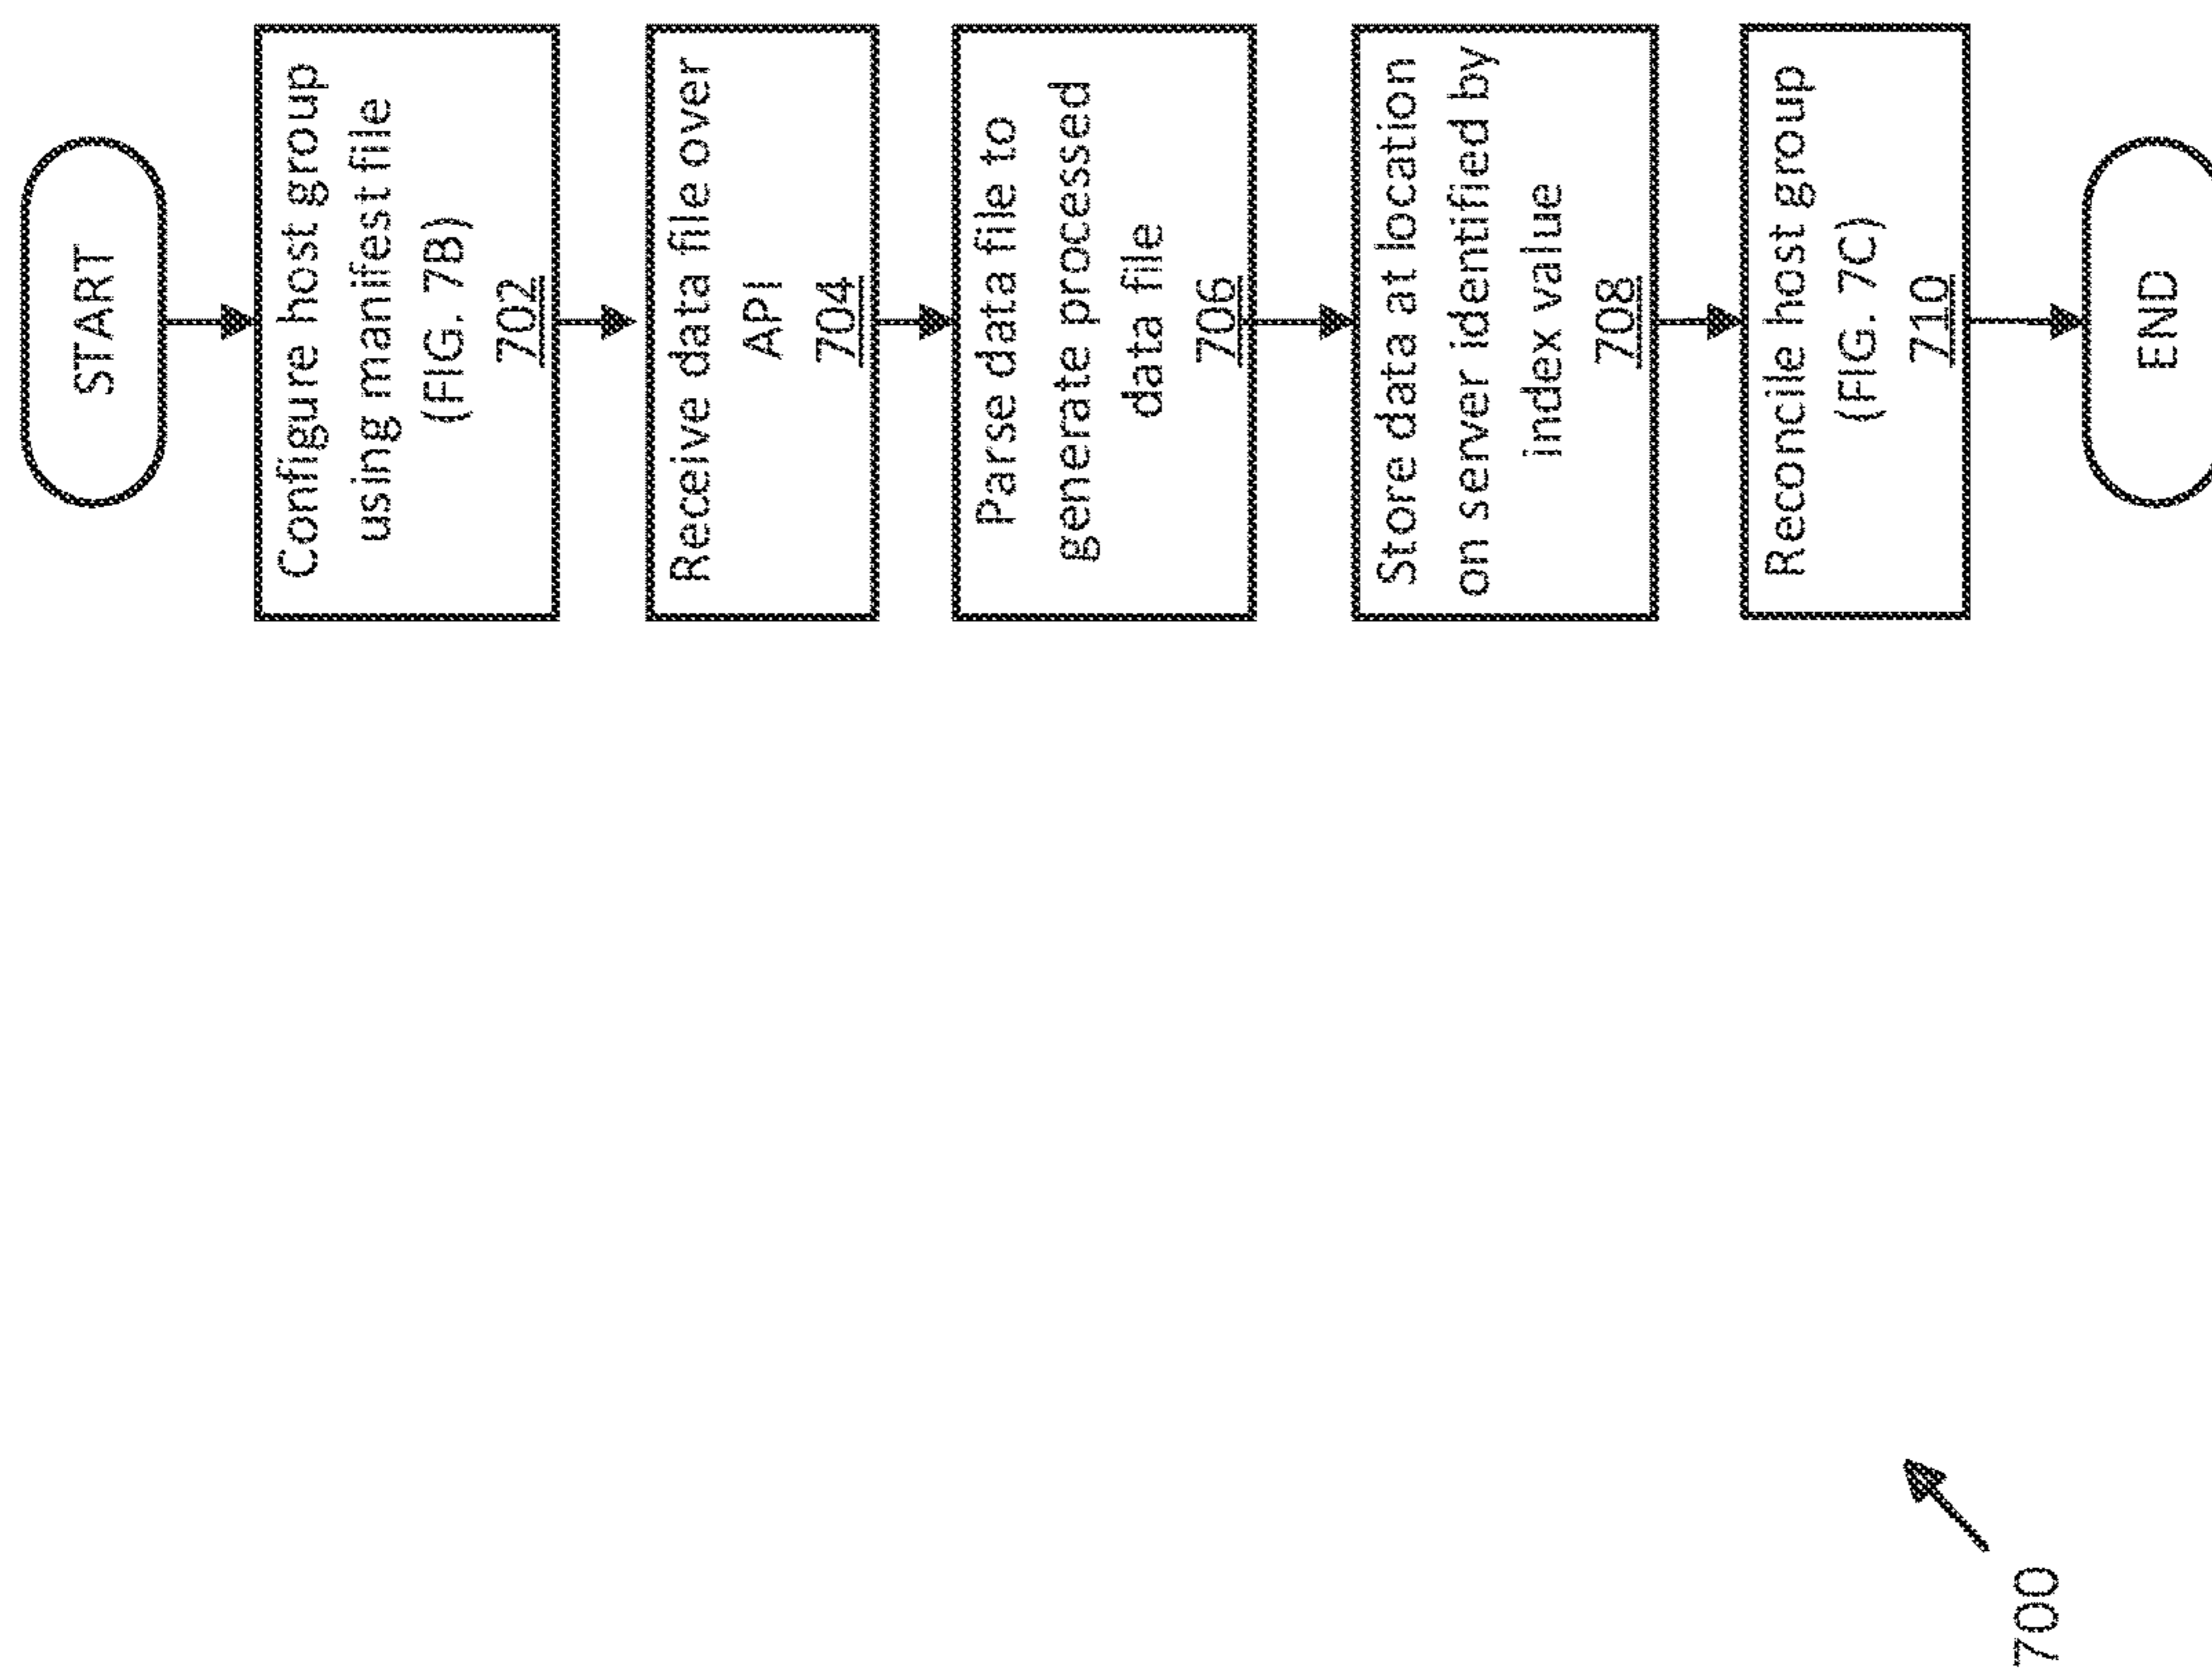 START
Configure host group
using manifest file
(FIG. 7B)
702
Receive data file over
API
704
Parse data file to
generate processed
data file
706
Store data at location
on server identified by
index value
708
Reconcile host group
(FIG. 7C)
710
END
700